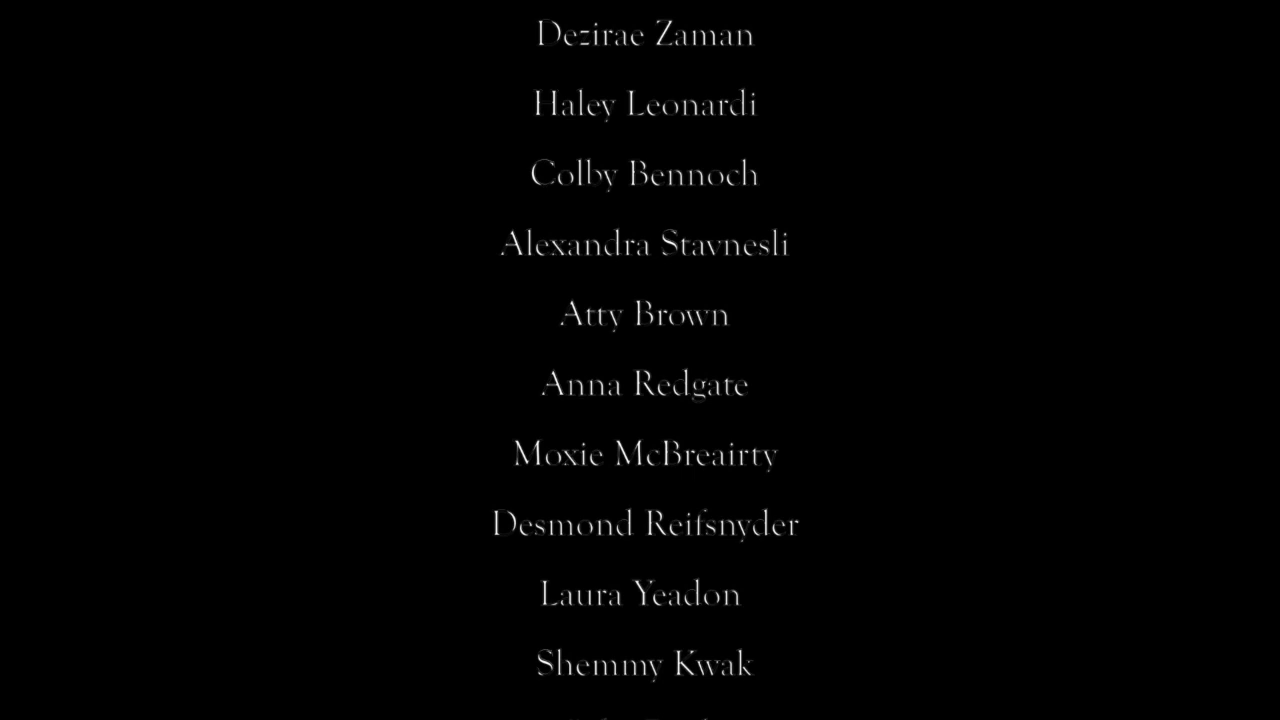 Dezirae Zaman
Haley Leonardi
Colby Bennoch
Alexandra Stavnesli
Atty Brown
Anna Redgate
Moxie McBreairty
Desmond Reifsnyder
Laura Yeadon
Shemmy Kwak